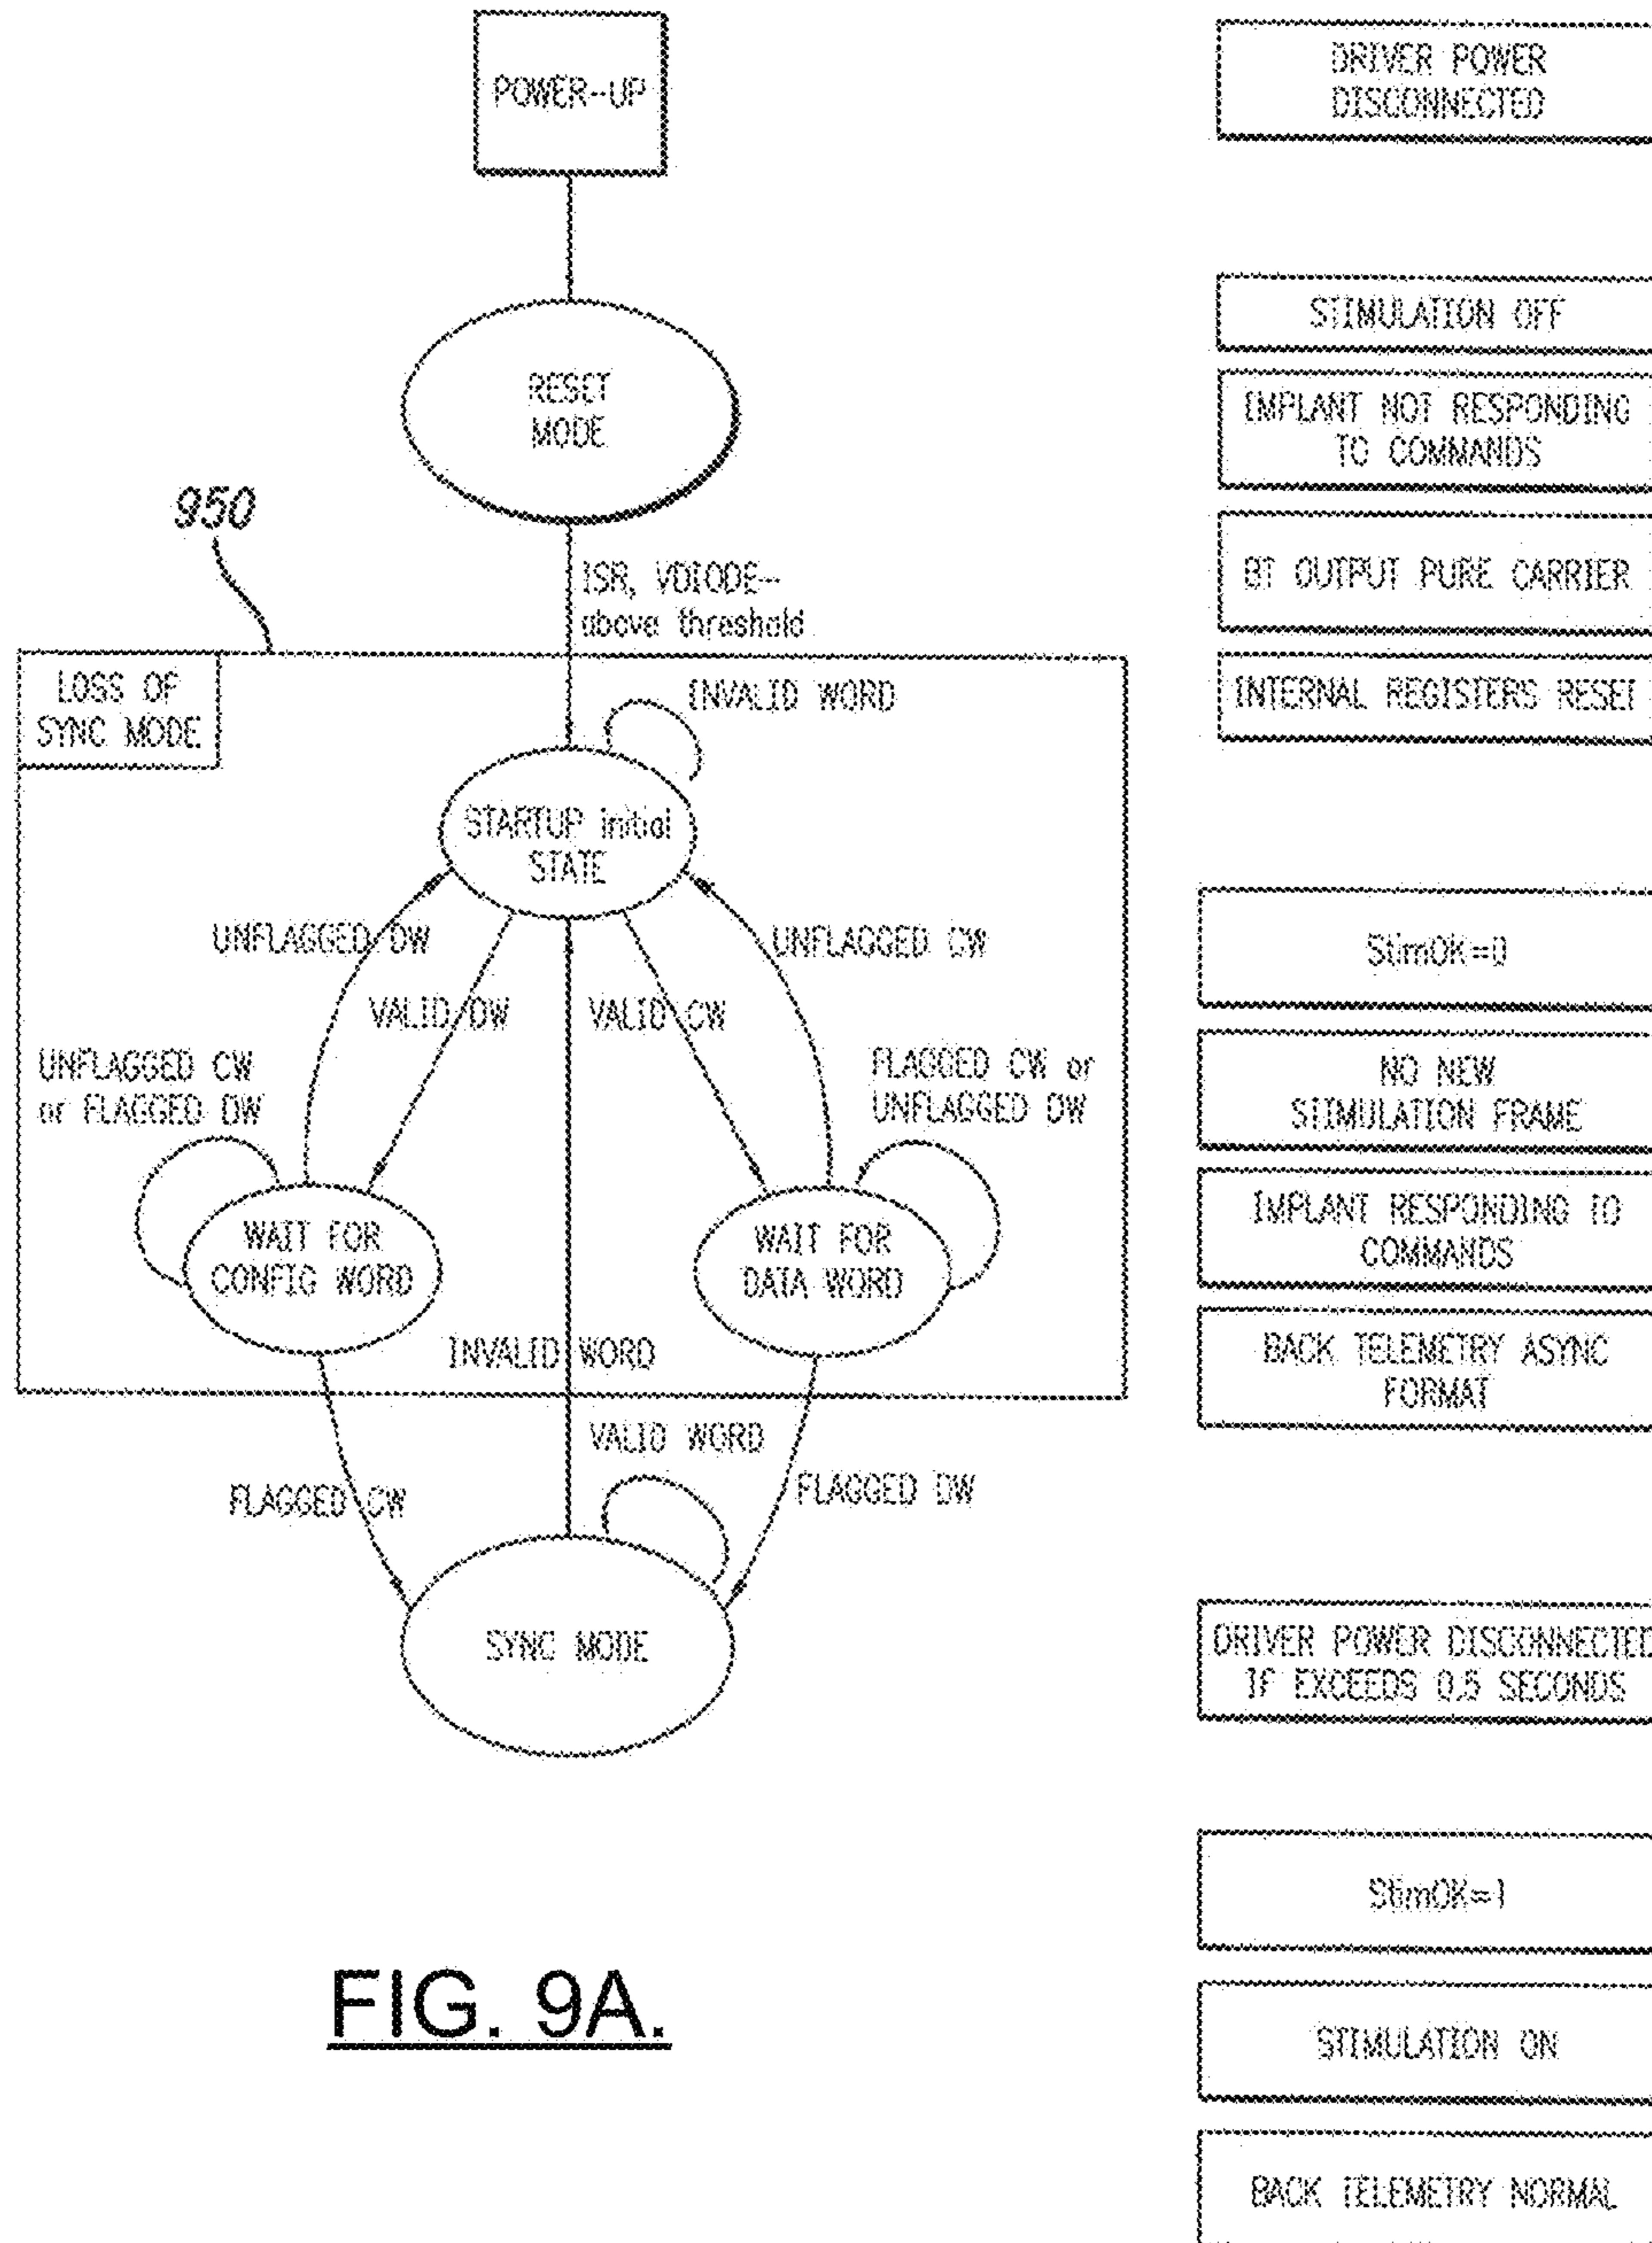 POWER-UP
RESET
MODE
950
ISR, VDIODE-
above threshold
LOSS OF
SYNC MODE
INVALID WORD
STARTUP initial
STATE
UNFLAGGED DW
UNFLAGGED CW
VALID DW
VALID CW
UNFLAGGED CW
or FLAGGED DW
FLAGGED CW or
UNFLAGGED DW
WAIT FOR
CONFIG WORD
WAIT FOR
DATA WORD
INVALID WORD
VALID WORD
FLAGGED CW
FLAGGED DW
SYNC MODE
FIG. 9A.
DRIVER POWER
DISCONNECTED
STIMULATION OFF
IMPLANT NOT RESPONDING
TO COMMANDS
BT OUTPUT PURE CARRIER
INTERNAL REGISTERS RESET
StimOK=0
NO NEW
STIMULATION FRAME
IMPLANT RESPONDING TO
COMMANDS
BACK TELEMETRY ASYNC
FORMAT
DRIVER POWER DISCONNECTED
IF EXCEEDS 0.5 SECONDS
StimOK=1
STIMULATION ON
BACK TELEMETRY NORMAL